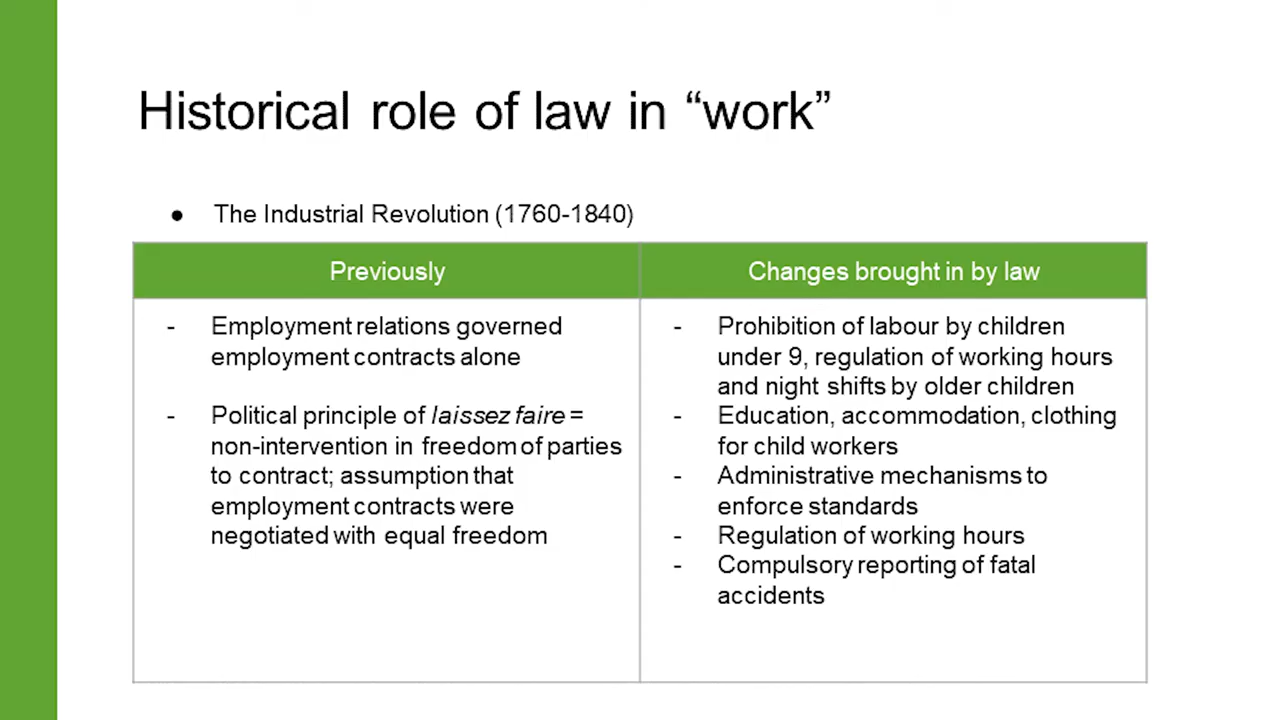 Historical role of law in “work”
● The Industrial Revolution (1760-1840)
Previously
- Employment relations governed
employment contracts alone
- Political principle of laissez faire =
non-intervention in freedom of parties
to contract; assumption that
employment contracts were
negotiated with equal freedom
Changes brought in by law
- Prohibition of labour by children
under 9, regulation of working hours
and night shifts by older children
- Education, accommodation, clothing
for child workers
- Administrative mechanisms to
enforce standards
- Regulation of working hours
- Compulsory reporting of fatal
accidents